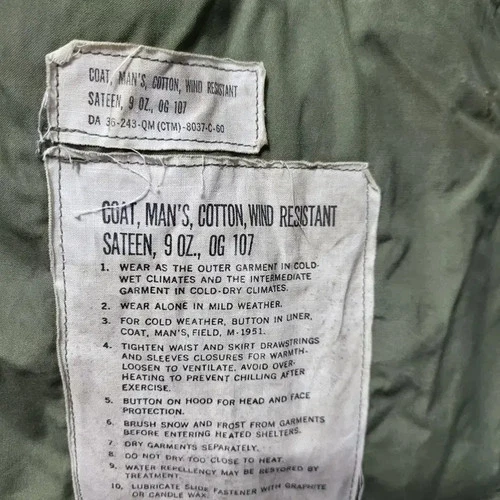 COAT, MAN'S, COTTON, WIND RESISTANT
SATEEN, 9 OZ., OG 107
DA 36-243-QM(CTM)-8037-C-60
COAT, MAN'S, COTTON, WIND RESISTANT
SATEEN, 9 OZ., OG 107
1. WEAR AS THE OUTER GARMENT IN COLD-
WET CLIMATES AND THE INTERMEDIATE
GARMENT IN COLD-DRY CLIMATES.
2. WEAR ALONE IN MILD WEATHER.
3. FOR COLD WEATHER, BUTTON IN LINER,
COAT, MAN'S, FIELD, M-1951.
4. TIGHTEN WAIST AND SKIRT DRAWSTRINGS
AND SLEEVES CLOSURES FOR WARMTH-
LOOSEN TO VENTILATE. AVOID OVER-
HEATING TO PREVENT CHILLING AFTER
EXERCISE.
5. BUTTON ON HOOD FOR HEAD AND FACE
PROTECTION.
6. BRUSH SNOW AND FROST FROM GARMENTS
BEFORE ENTERING HEATED SHELTERS.
7. DRY GARMENTS SEPARATELY.
8. DO NOT DRY TOO CLOSE TO HEAT.
9. WATER REPELLENCY MAY BE RESTORED BY
TREATMENT.
10. LUBRICATE SLIDE FASTENER WITH GRAPHITE
OR CANDLE WAX.